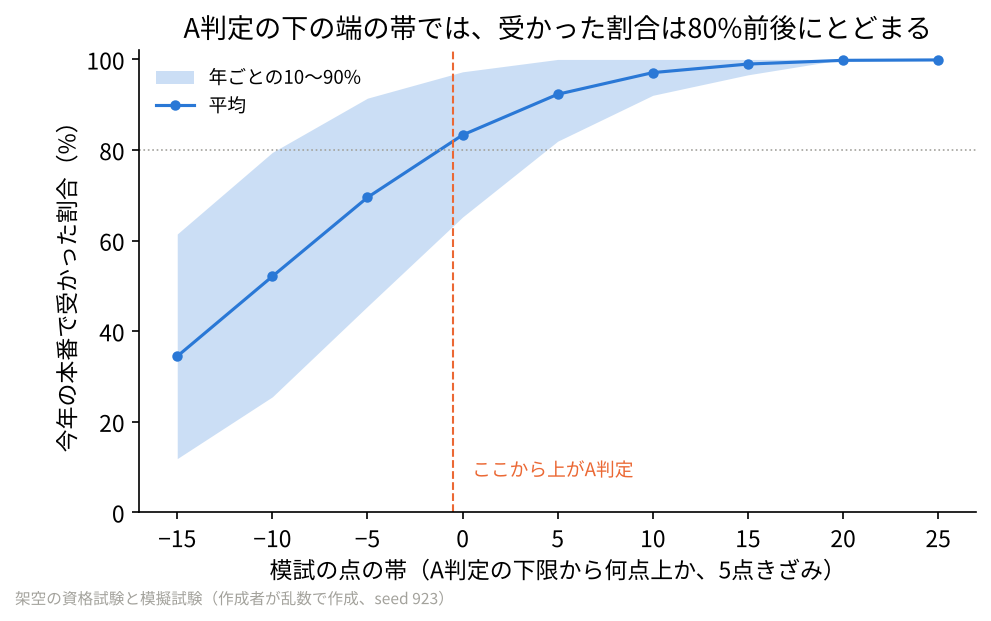 A判定の下の端の帯では、受かった割合は80%前後にとどまる
今年の本番で受かった割合（%）
100
80
60
40
20
0
年ごとの10〜90%
平均
ここから上がA判定
−15
−10
−5
0
5
10
15
20
25
模試の点の帯（A判定の下限から何点上か、5点きざみ）
架空の資格試験と模擬試験（作成者が乱数で作成、seed 923）